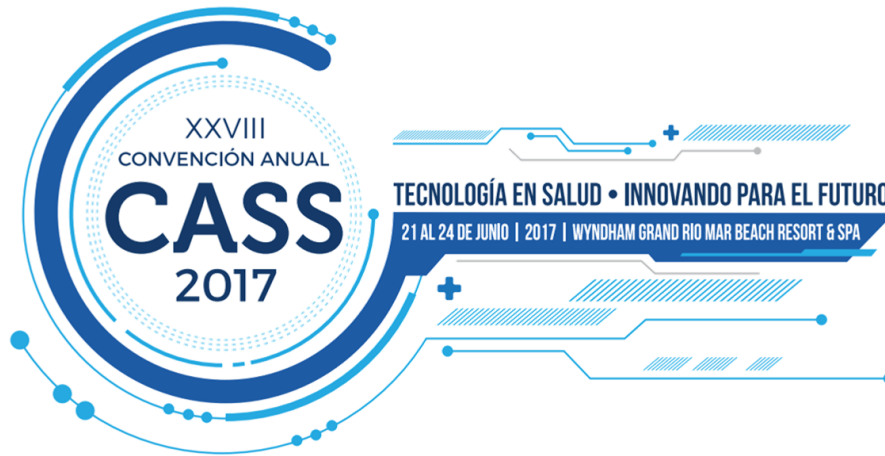 XXVIII
CONVENCIÓN ANUAL
CASS
2017
TECNOLOGÍA EN SALUD • INNOVANDO PARA EL FUTURO
21 AL 24 DE JUNIO | 2017 | WYNDHAM GRAND RÍO MAR BEACH RESORT & SPA